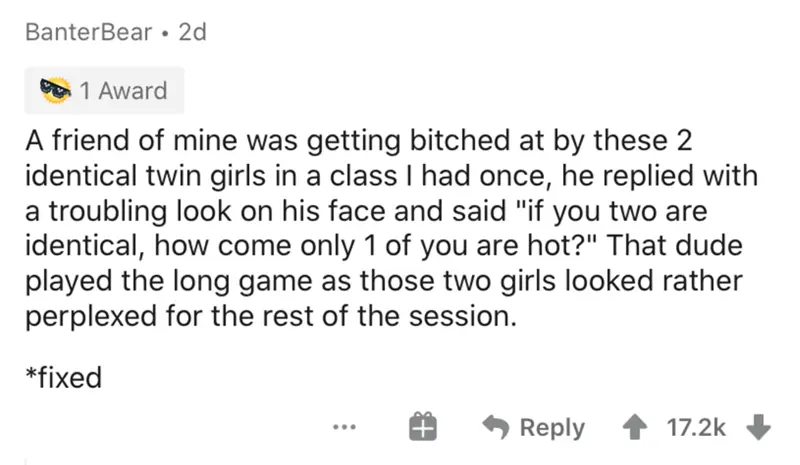 BanterBear • 2d
1 Award
A friend of mine was getting bitched at by these 2
identical twin girls in a class I had once, he replied with
a troubling look on his face and said "if you two are
identical, how come only 1 of you are hot?" That dude
played the long game as those two girls looked rather
perplexed for the rest of the session.
*fixed
... Reply 17.2k